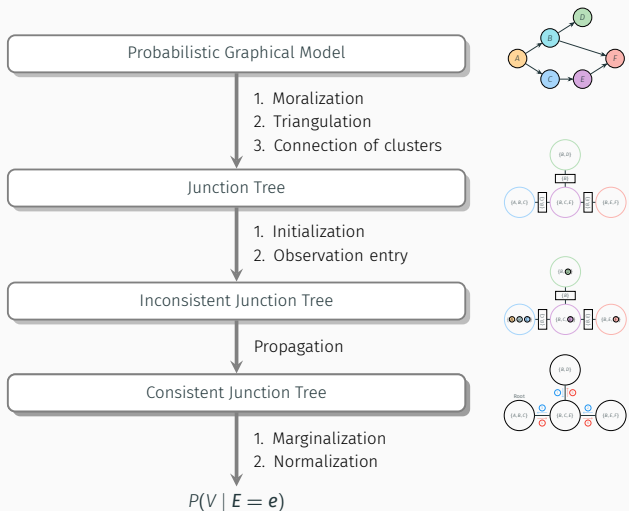 Probabilistic Graphical Model
1. Moralization
2. Triangulation
3. Connection of clusters
Junction Tree
1. Initialization
2. Observation entry
Inconsistent Junction Tree
Propagation
Consistent Junction Tree
1. Marginalization
2. Normalization
P(V | E = e)
D
B
A
F
C
E
{B, D}
{B}
{A, B, C}
{B, C, E}
{B, E, F}
Root
{B, D}
{A, B, C}
{B, C, E}
{B, E, F}